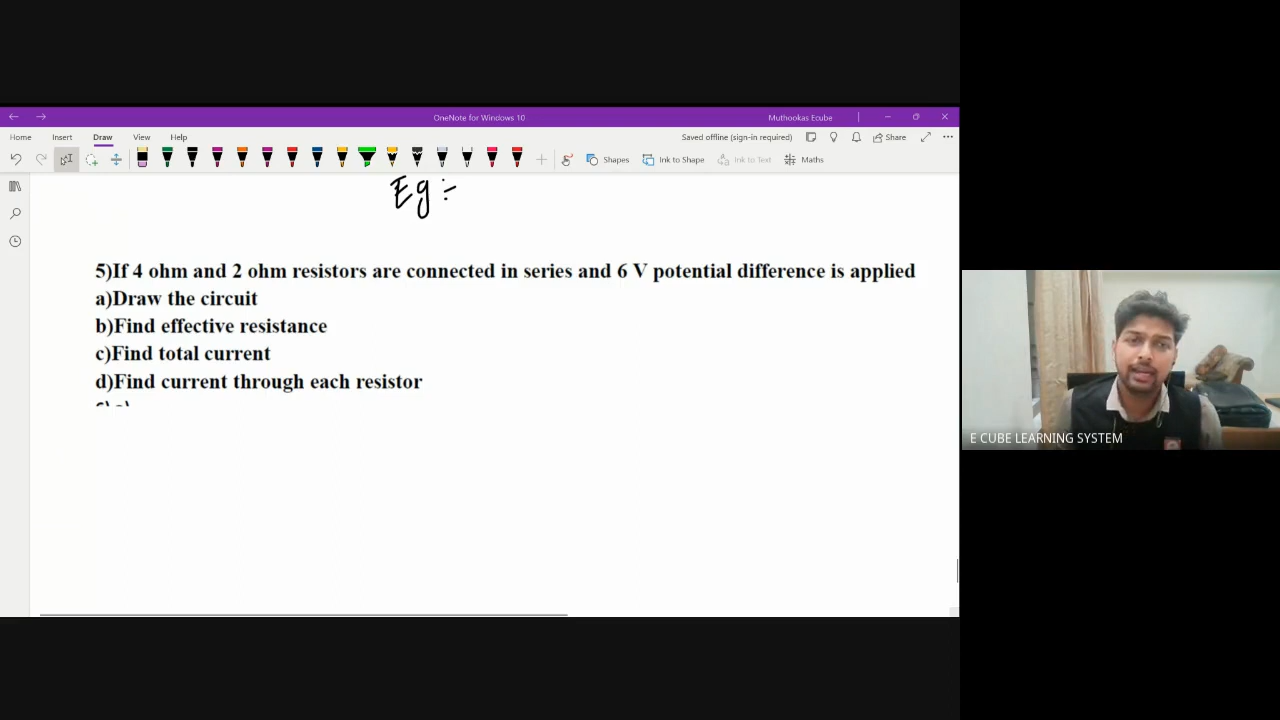 OneNote for Windows 10
Muthookas Ecube
Home Insert Draw View Help
Saved offline (sign-in required)
Share
Shapes
Ink to Shape
Ink to Text
Maths
Eg :-
5)If 4 ohm and 2 ohm resistors are connected in series and 6 V potential difference is applied
a)Draw the circuit
b)Find effective resistance
c)Find total current
d)Find current through each resistor
E CUBE LEARNING SYSTEM